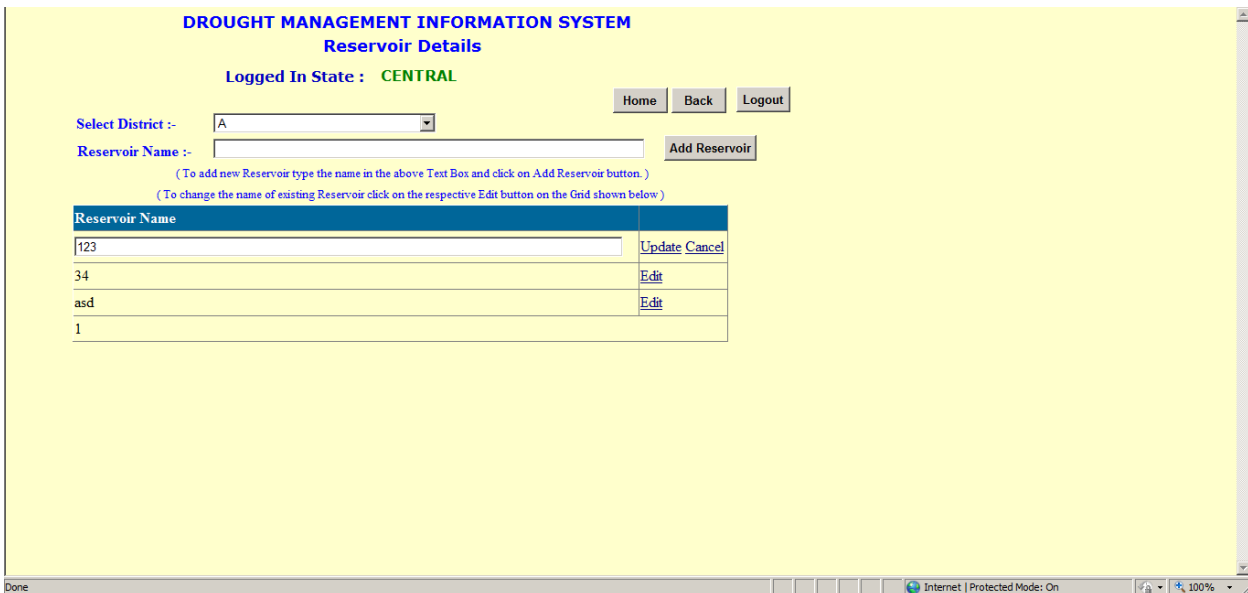 DROUGHT MANAGEMENT INFORMATION SYSTEM
Reservoir Details
Logged In State : CENTRAL
Home Back Logout
Select District :- A
Reservoir Name :- Add Reservoir
( To add new Reservoir type the name in the above Text Box and click on Add Reservoir button. )
( To change the name of existing Reservoir click on the respective Edit button on the Grid shown below )
Reservoir Name
123 Update Cancel
34 Edit
asd Edit
1
Done Internet | Protected Mode: On 100%